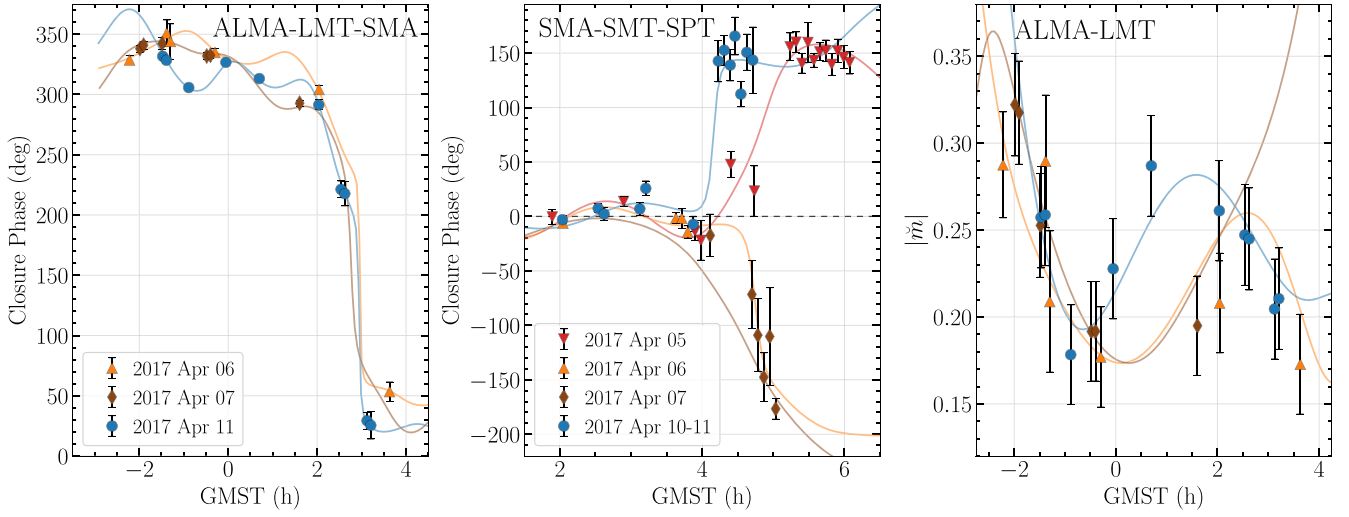 ALMA-LMT-SMA
Closure Phase (deg)
350
300
250
200
150
100
50
0
2017 Apr 06
2017 Apr 07
2017 Apr 11
−2
0
2
4
GMST (h)
SMA-SMT-SPT
Closure Phase (deg)
150
100
50
0
−50
−100
−150
−200
2017 Apr 05
2017 Apr 06
2017 Apr 07
2017 Apr 10-11
2
4
6
GMST (h)
ALMA-LMT
|m̆|
0.35
0.30
0.25
0.20
0.15
−2
0
2
4
GMST (h)